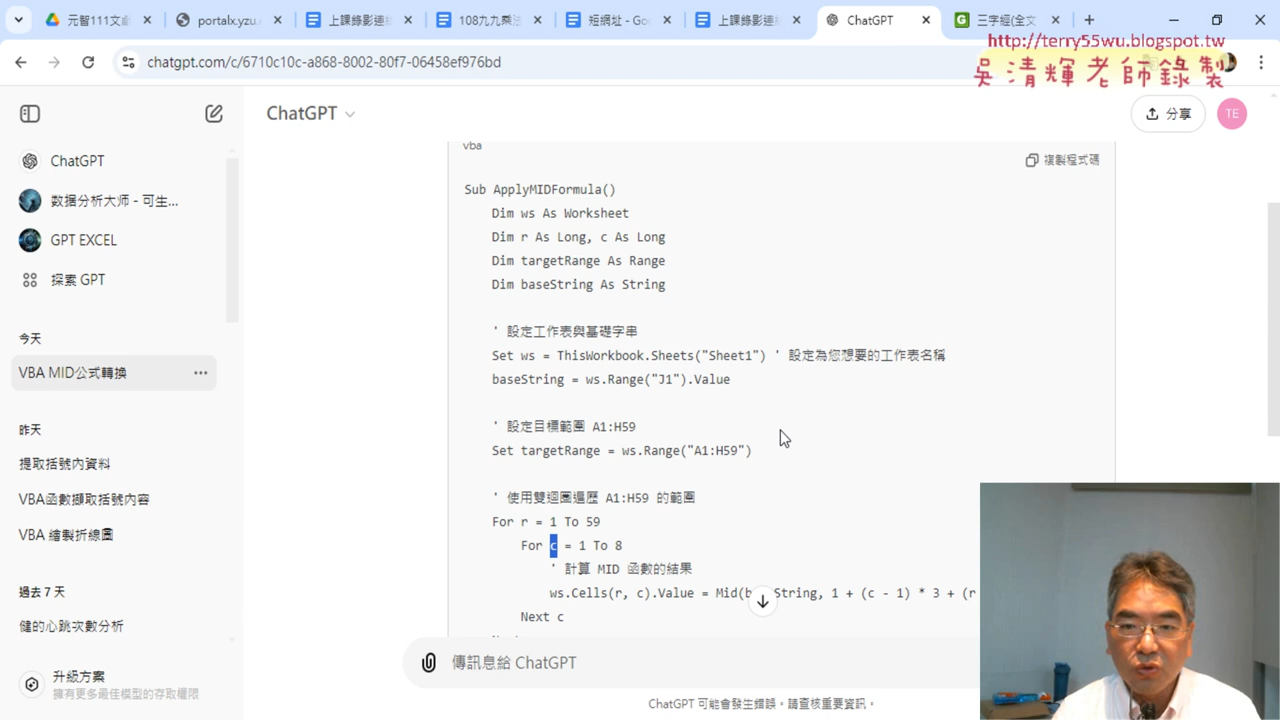 元智111文
portalx.yzu.
上課錄影連結
108九九乘法
短網址 - Go
上課錄影連結
ChatGPT
三字經(全文
http://terry55wu.blogspot.tw
chatgpt.com/c/6710c10c-a868-8002-80f7-06458ef976bd
吳清輝老師錄製
ChatGPT
分享
TE
ChatGPT
数据分析大师 - 可生...
GPT EXCEL
探索 GPT
今天
VBA MID公式轉換
昨天
提取括號內資料
VBA函數擷取括號內容
VBA 繪製折線圖
過去 7 天
健的心跳次數分析
升級方案
擁有更多最佳模型的存取權限
vba
複製程式碼
Sub ApplyMIDFormula()
Dim ws As Worksheet
Dim r As Long, c As Long
Dim targetRange As Range
Dim baseString As String
' 設定工作表與基礎字串
Set ws = ThisWorkbook.Sheets("Sheet1") ' 設定為您想要的工作表名稱
baseString = ws.Range("J1").Value
' 設定目標範圍 A1:H59
Set targetRange = ws.Range("A1:H59")
' 使用雙迴圈遍歷 A1:H59 的範圍
For r = 1 To 59
For c = 1 To 8
' 計算 MID 函數的結果
ws.Cells(r, c).Value = Mid(b String, 1 + (c - 1) * 3 + (r
Next c
傳訊息給 ChatGPT
ChatGPT 可能會發生錯誤。請查核重要資訊。